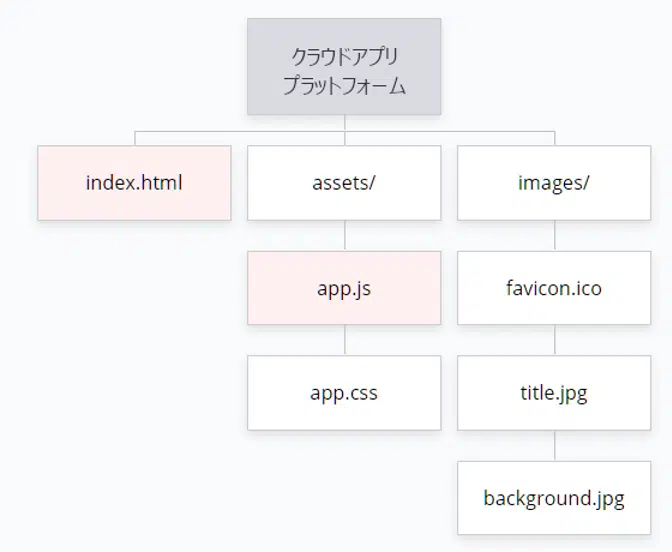 クラウドアプリ
プラットフォーム
index.html
assets/
images/
app.js
favicon.ico
app.css
title.jpg
background.jpg